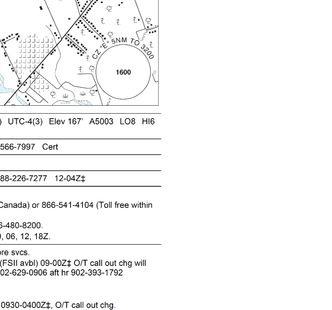 CZ 'E' 5NM TO 3200
1600
) UTC-4(3) Elev 167' A5003 LO8 HI6
566-7997 Cert
88-226-7277 12-04Z‡
Canada) or 866-541-4104 (Toll free within
6-480-8200.
, 06, 12, 18Z.
re svcs.
(FSII avbl) 09-00Z‡ O/T call out chg will
02-629-0906 aft hr 902-393-1792
0930-0400Z‡, O/T call out chg.